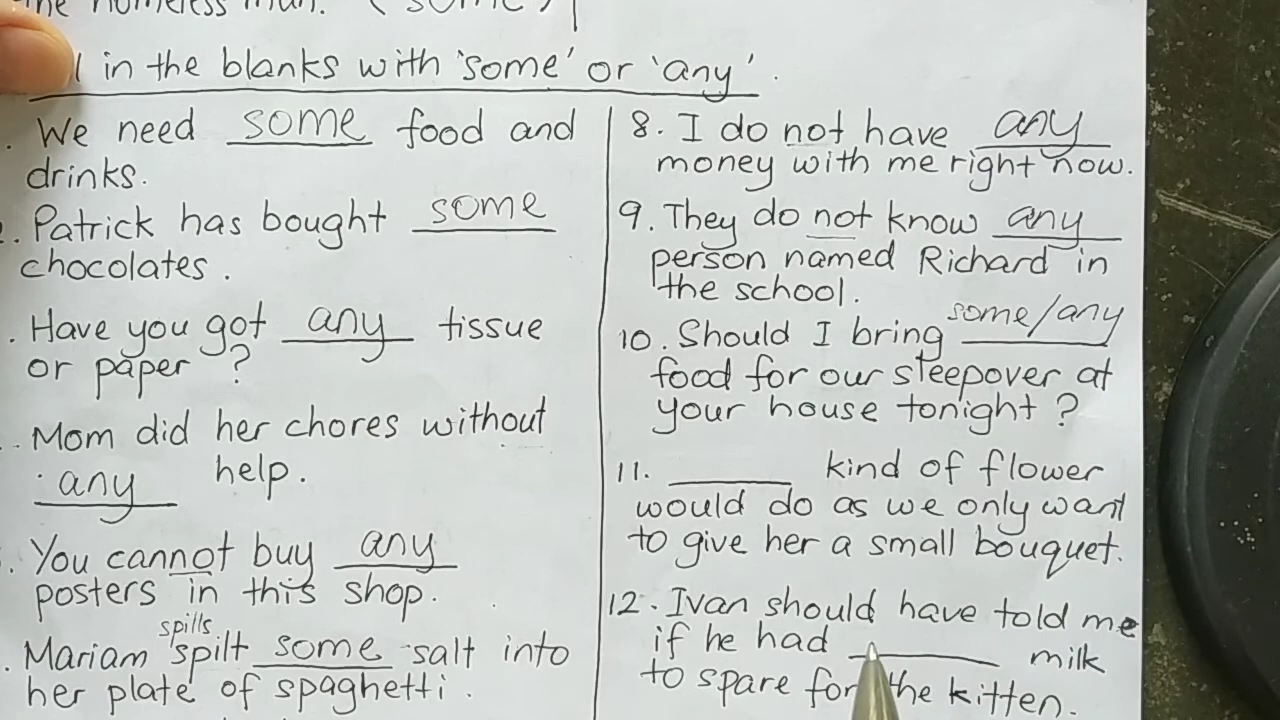 the homeless man. (some)
in the blanks with 'some' or 'any'.
. We need some food and
drinks.
. Patrick has bought some
chocolates.
. Have you got any tissue
or paper ?
. Mom did her chores without
any help.
. You cannot buy any
posters in this shop.
spills
. Mariam spilt some salt into
her plate of spaghetti.
8. I do not have any
money with me right now.
9. They do not know any
person named Richard in
the school.
some/any
10. Should I bring ______
food for our sleepover at
your house tonight ?
11. ______ kind of flower
would do as we only want
to give her a small bouquet.
12. Ivan should have told me
if he had ______ milk
to spare for the kitten.